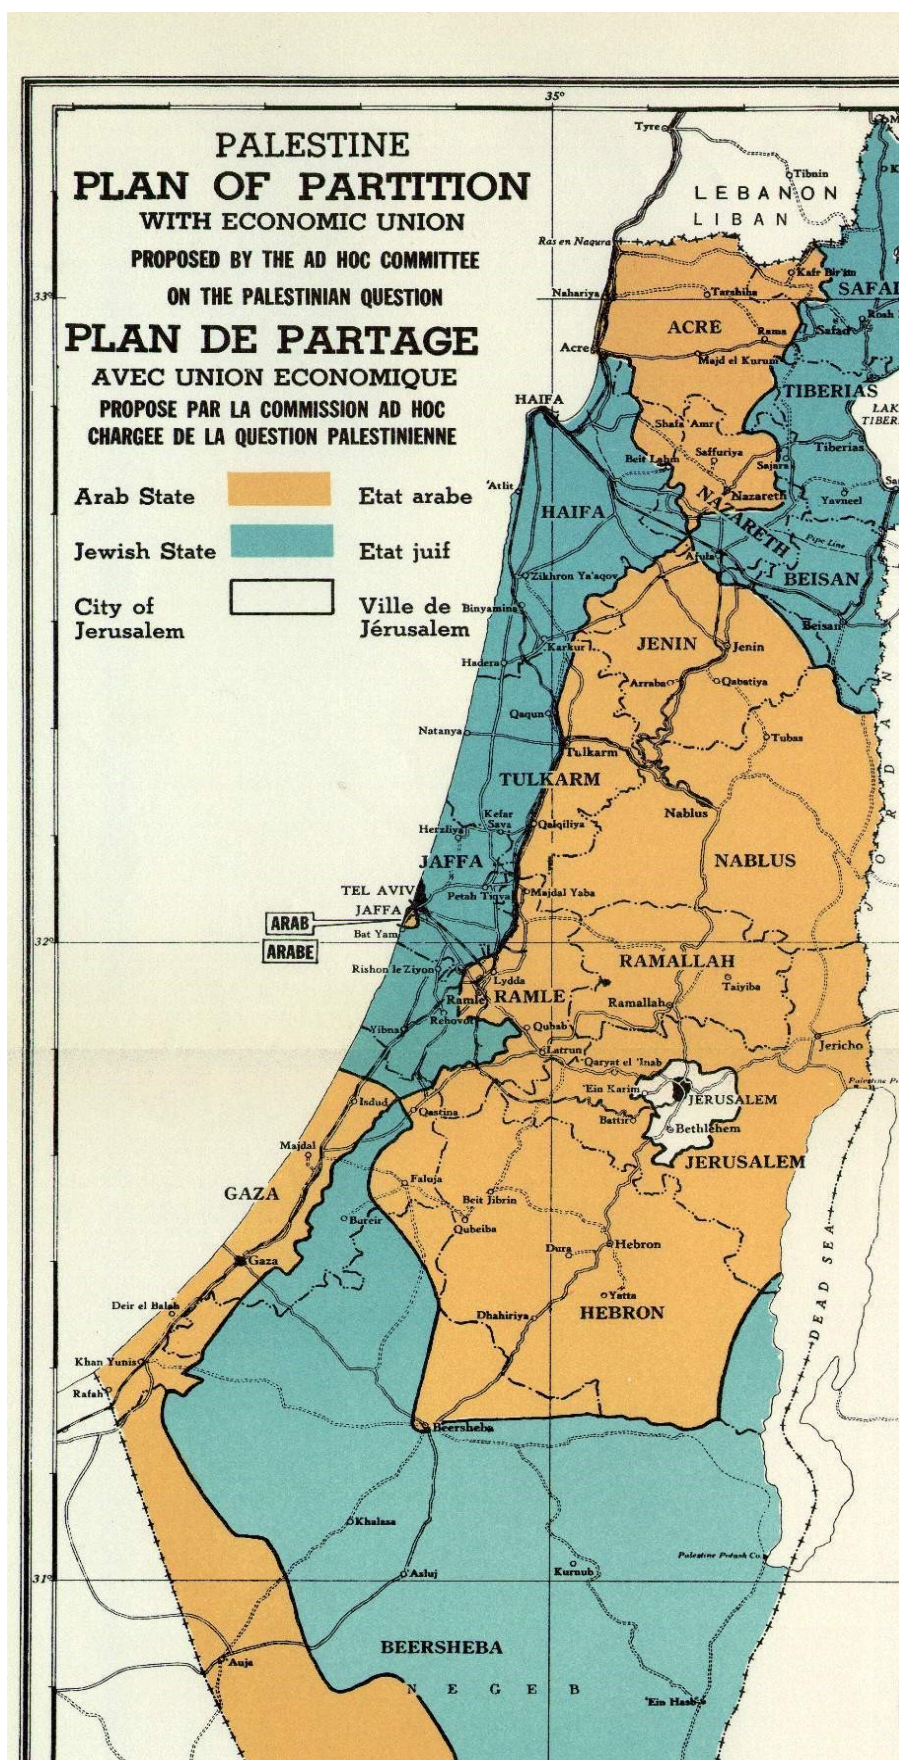 35°
PALESTINE
PLAN OF PARTITION
WITH ECONOMIC UNION
PROPOSED BY THE AD HOC COMMITTEE
ON THE PALESTINIAN QUESTION
PLAN DE PARTAGE
AVEC UNION ECONOMIQUE
PROPOSE PAR LA COMMISSION AD HOC
CHARGEE DE LA QUESTION PALESTINIENNE
Arab State
Etat arabe
Jewish State
Etat juif
City of
Jerusalem
Ville de
Jérusalem
Tyre
Tibnin
LEBANON
LIBAN
Ras en Naqura
Kafr Bir'im
33°
Nahariya
Tarshiha
ACRE
Rama
Safad
Acre
Majd el Kurum
TIBERIAS
HAIFA
Shafa 'Amr
Beit Lahm
Saffuriya
Sajara
Tiberias
'Atlit
HAIFA
Nazareth
NAZARETH
Yavneel
Pipe Line
Afula
BEISAN
Zikhron Ya'aqov
Binyamina
Beisan
Karkur
JENIN
Jenin
Hadera
Arraba
Qabatiya
Qaqun
Natanya
Tulkarm
Tubas
TULKARM
Nablus
Kefar
Sava
Herzliya
Qalqiliya
JAFFA
NABLUS
JORDAN
TEL AVIV
Petah Tiqva
Majdal Yaba
JAFFA
ARAB
ARABE
Bat Yam
32°
Rishon le Ziyon
Lydda
RAMALLAH
Taiyiba
Ramle
RAMLE
Ramallah
Rehovot
Yibna
Qubab
Latrun
Jericho
Qaryat el 'Inab
'Ein Karim
JERUSALEM
Isdud
Qastina
Battir
Bethlehem
Majdal
JERUSALEM
GAZA
Faluja
Beit Jibrin
Bureir
Qubeiba
Gaza
Dura
Hebron
Yatta
Deir el Balah
Dhahiriya
HEBRON
DEAD SEA
Khan Yunis
Rafah
Beersheba
Khalasa
Palestine Potash Co.
31°
'Asluj
Kurnub
BEERSHEBA
Auja
NEGEB
'Ein Hasb